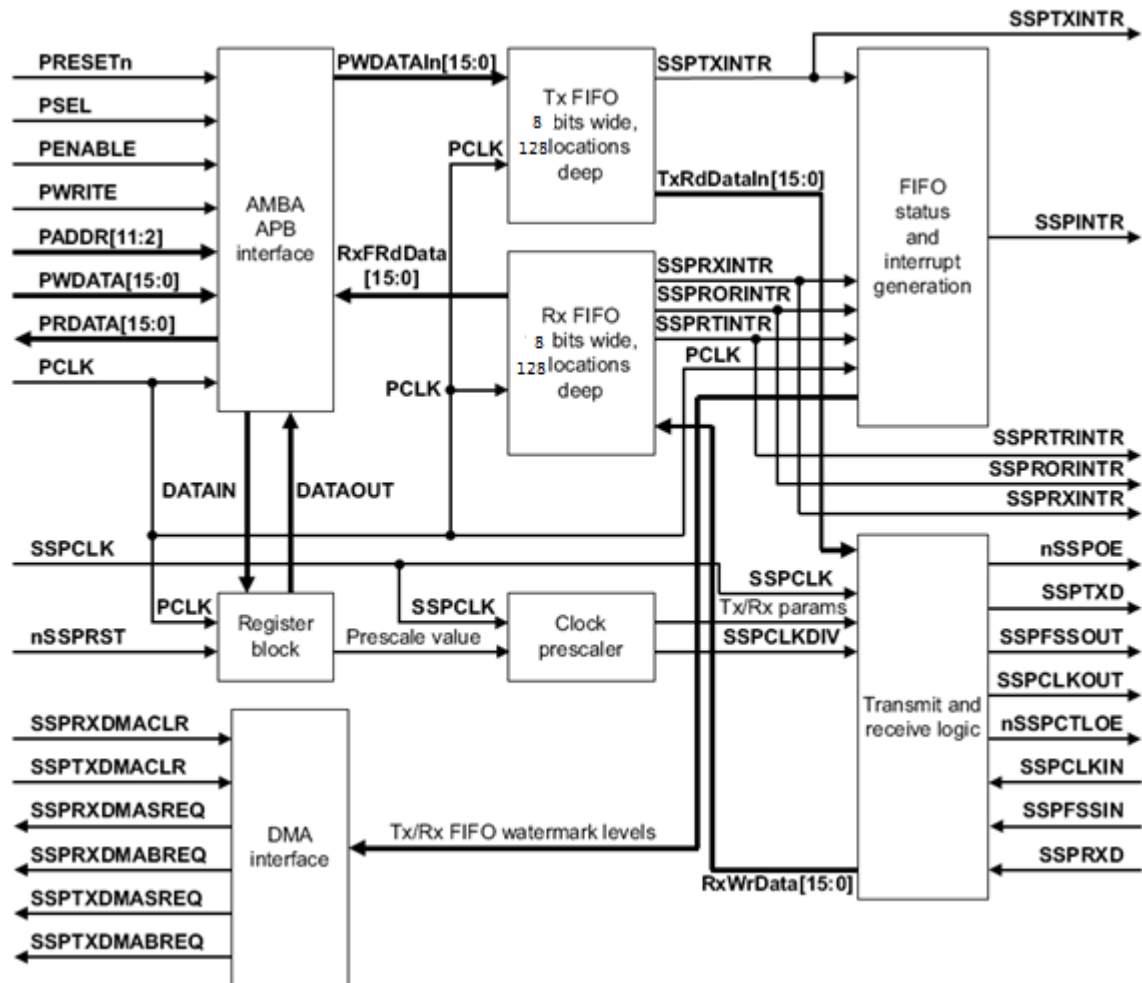 SSPTXINTR
PRESETn
PSEL
PENABLE
PWRITE
PADDR[11:2]
PWDATA[15:0]
PRDATA[15:0]
PCLK
AMBA
APB
interface
PWDATAIn[15:0]
RxFRdData
[15:0]
PCLK
Tx FIFO
8 bits wide,
128 locations
deep
SSPTXINTR
TxRdDataIn[15:0]
PCLK
Rx FIFO
8 bits wide,
128 locations
deep
SSPRXINTR
SSPRORINTR
SSPRTINTR
PCLK
FIFO
status
and
interrupt
generation
SSPINTR
SSPRTRINTR
SSPRORINTR
SSPRXINTR
DATAIN
DATAOUT
SSPCLK
nSSPRST
PCLK
Register
block
SSPCLK
Prescale value
Clock
prescaler
SSPCLK
Tx/Rx params
SSPCLKDIV
Transmit and
receive logic
nSSPOE
SSPTXD
SSPFSSOUT
SSPCLKOUT
nSSPCTLOE
SSPCLKIN
SSPFSSIN
SSPRXD
SSPRXDMACLR
SSPTXDMACLR
SSPRXDMASREQ
SSPRXDMABREQ
SSPTXDMASREQ
SSPTXDMABREQ
DMA
interface
Tx/Rx FIFO watermark levels
RxWrData[15:0]